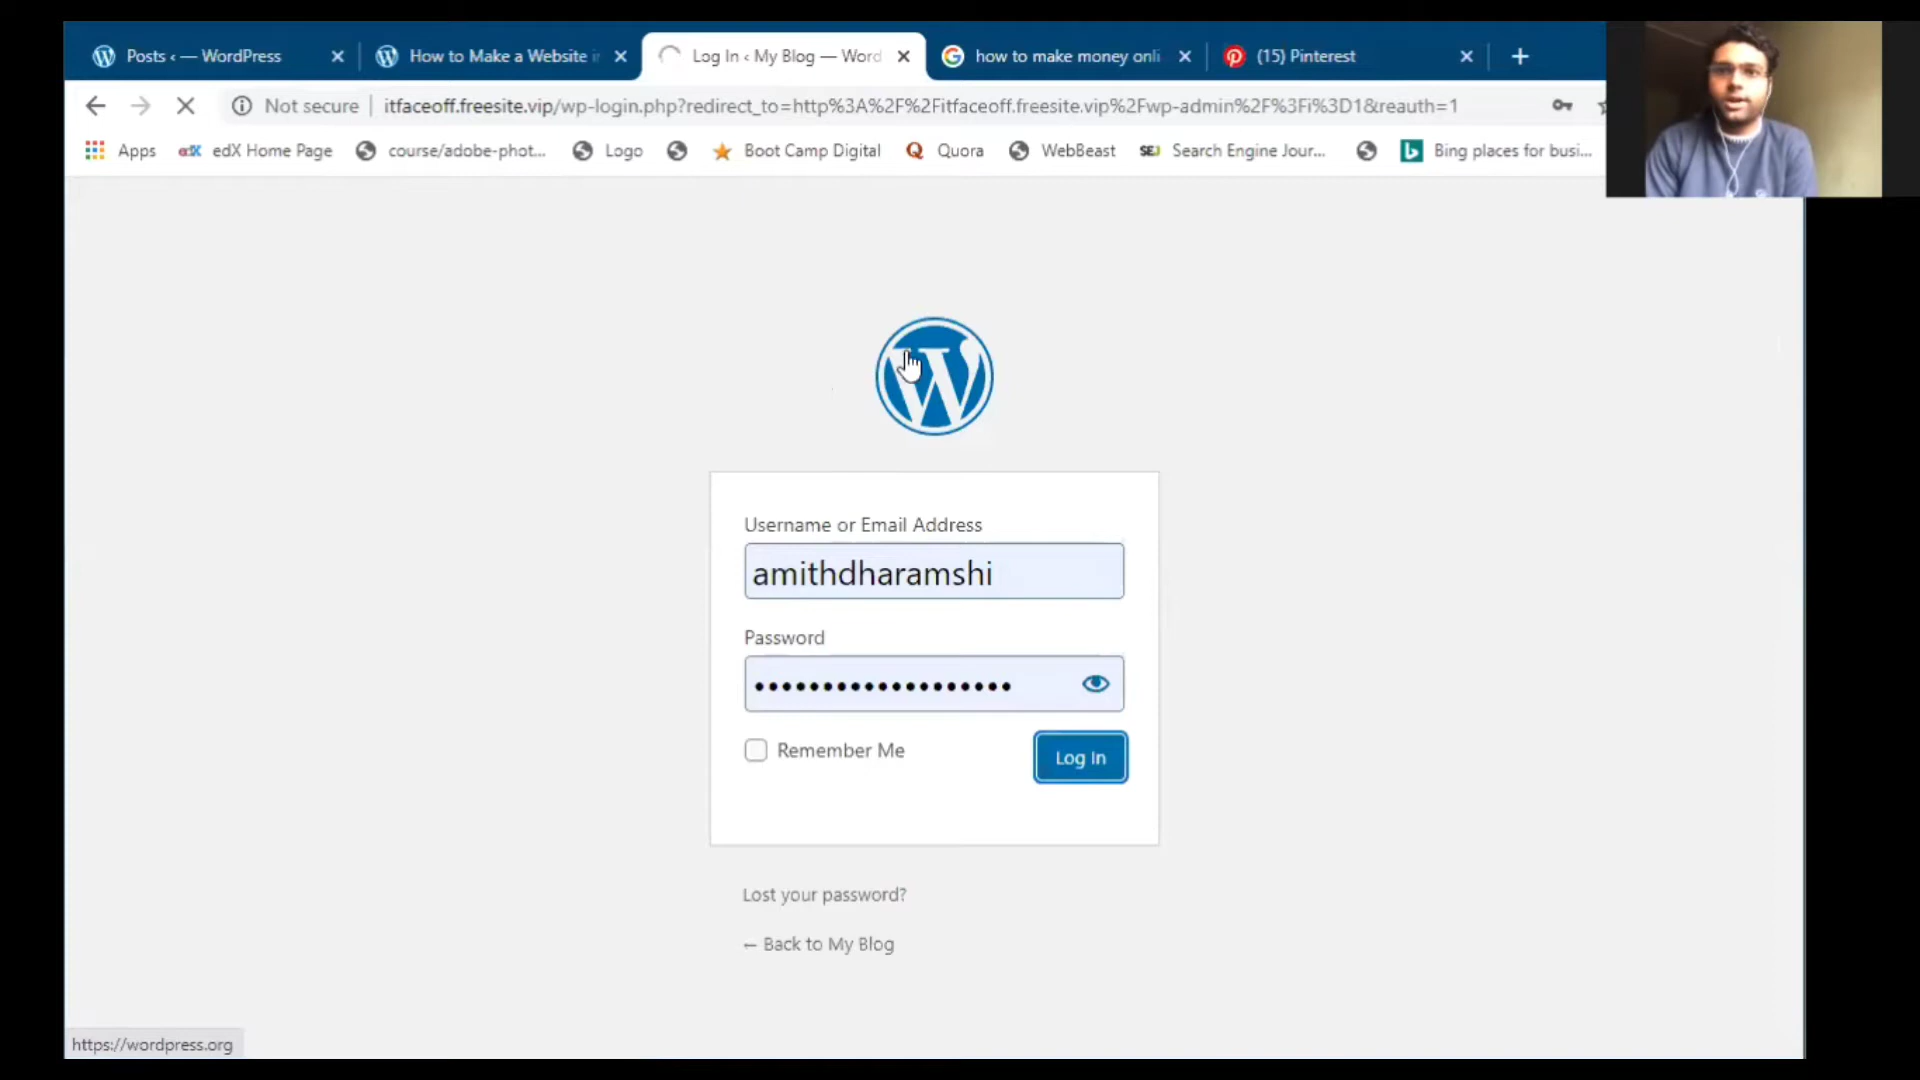 Posts ‹ — WordPress
How to Make a Website i
Log In ‹ My Blog — Word
how to make money onli
(15) Pinterest
Not secure | itfaceoff.freesite.vip/wp-login.php?redirect_to=http%3A%2F%2Fitfaceoff.freesite.vip%2Fwp-admin%2F%3Fi%3D1&reauth=1
Apps
edX Home Page
course/adobe-phot...
Logo
Boot Camp Digital
Quora
WebBeast
SEJ Search Engine Jour...
Bing places for busi...
Username or Email Address
amithdharamshi
Password
Remember Me
Log In
Lost your password?
← Back to My Blog
https://wordpress.org